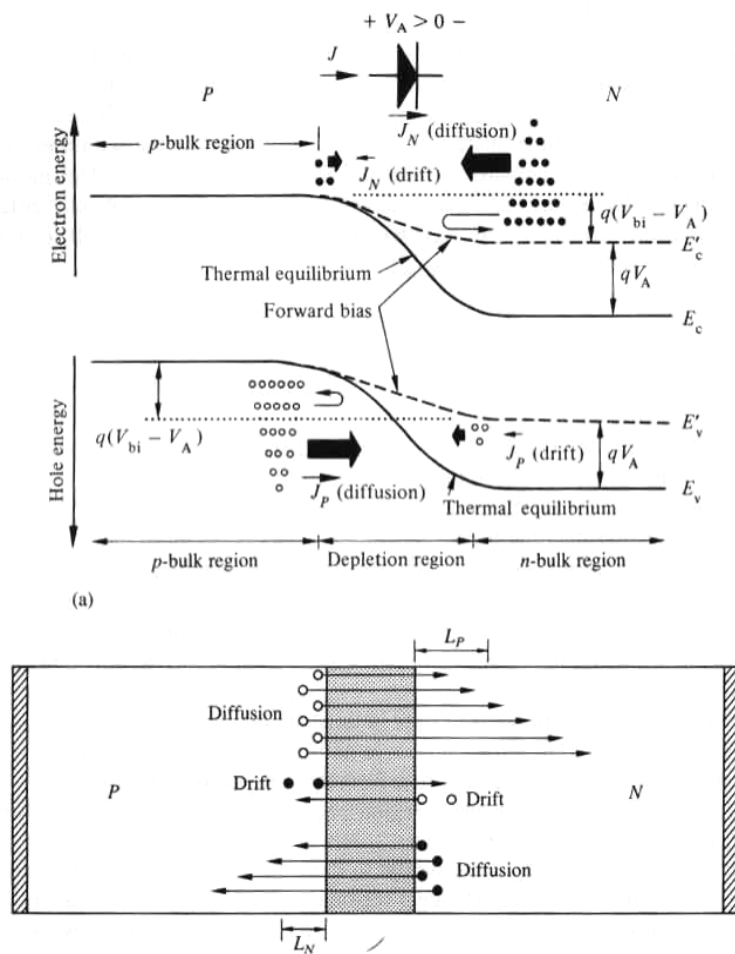 + V_A > 0 −
J
P
N
J_N (diffusion)
p-bulk region
J_N (drift)
Electron energy
q(V_bi − V_A)
E'_c
Thermal equilibrium
qV_A
Forward bias
E_c
q(V_bi − V_A)
E'_v
Hole energy
J_P (drift)
qV_A
J_P (diffusion)
Thermal equilibrium
E_v
p-bulk region
Depletion region
n-bulk region
(a)
L_P
Diffusion
Drift
P
Drift
N
Diffusion
L_N